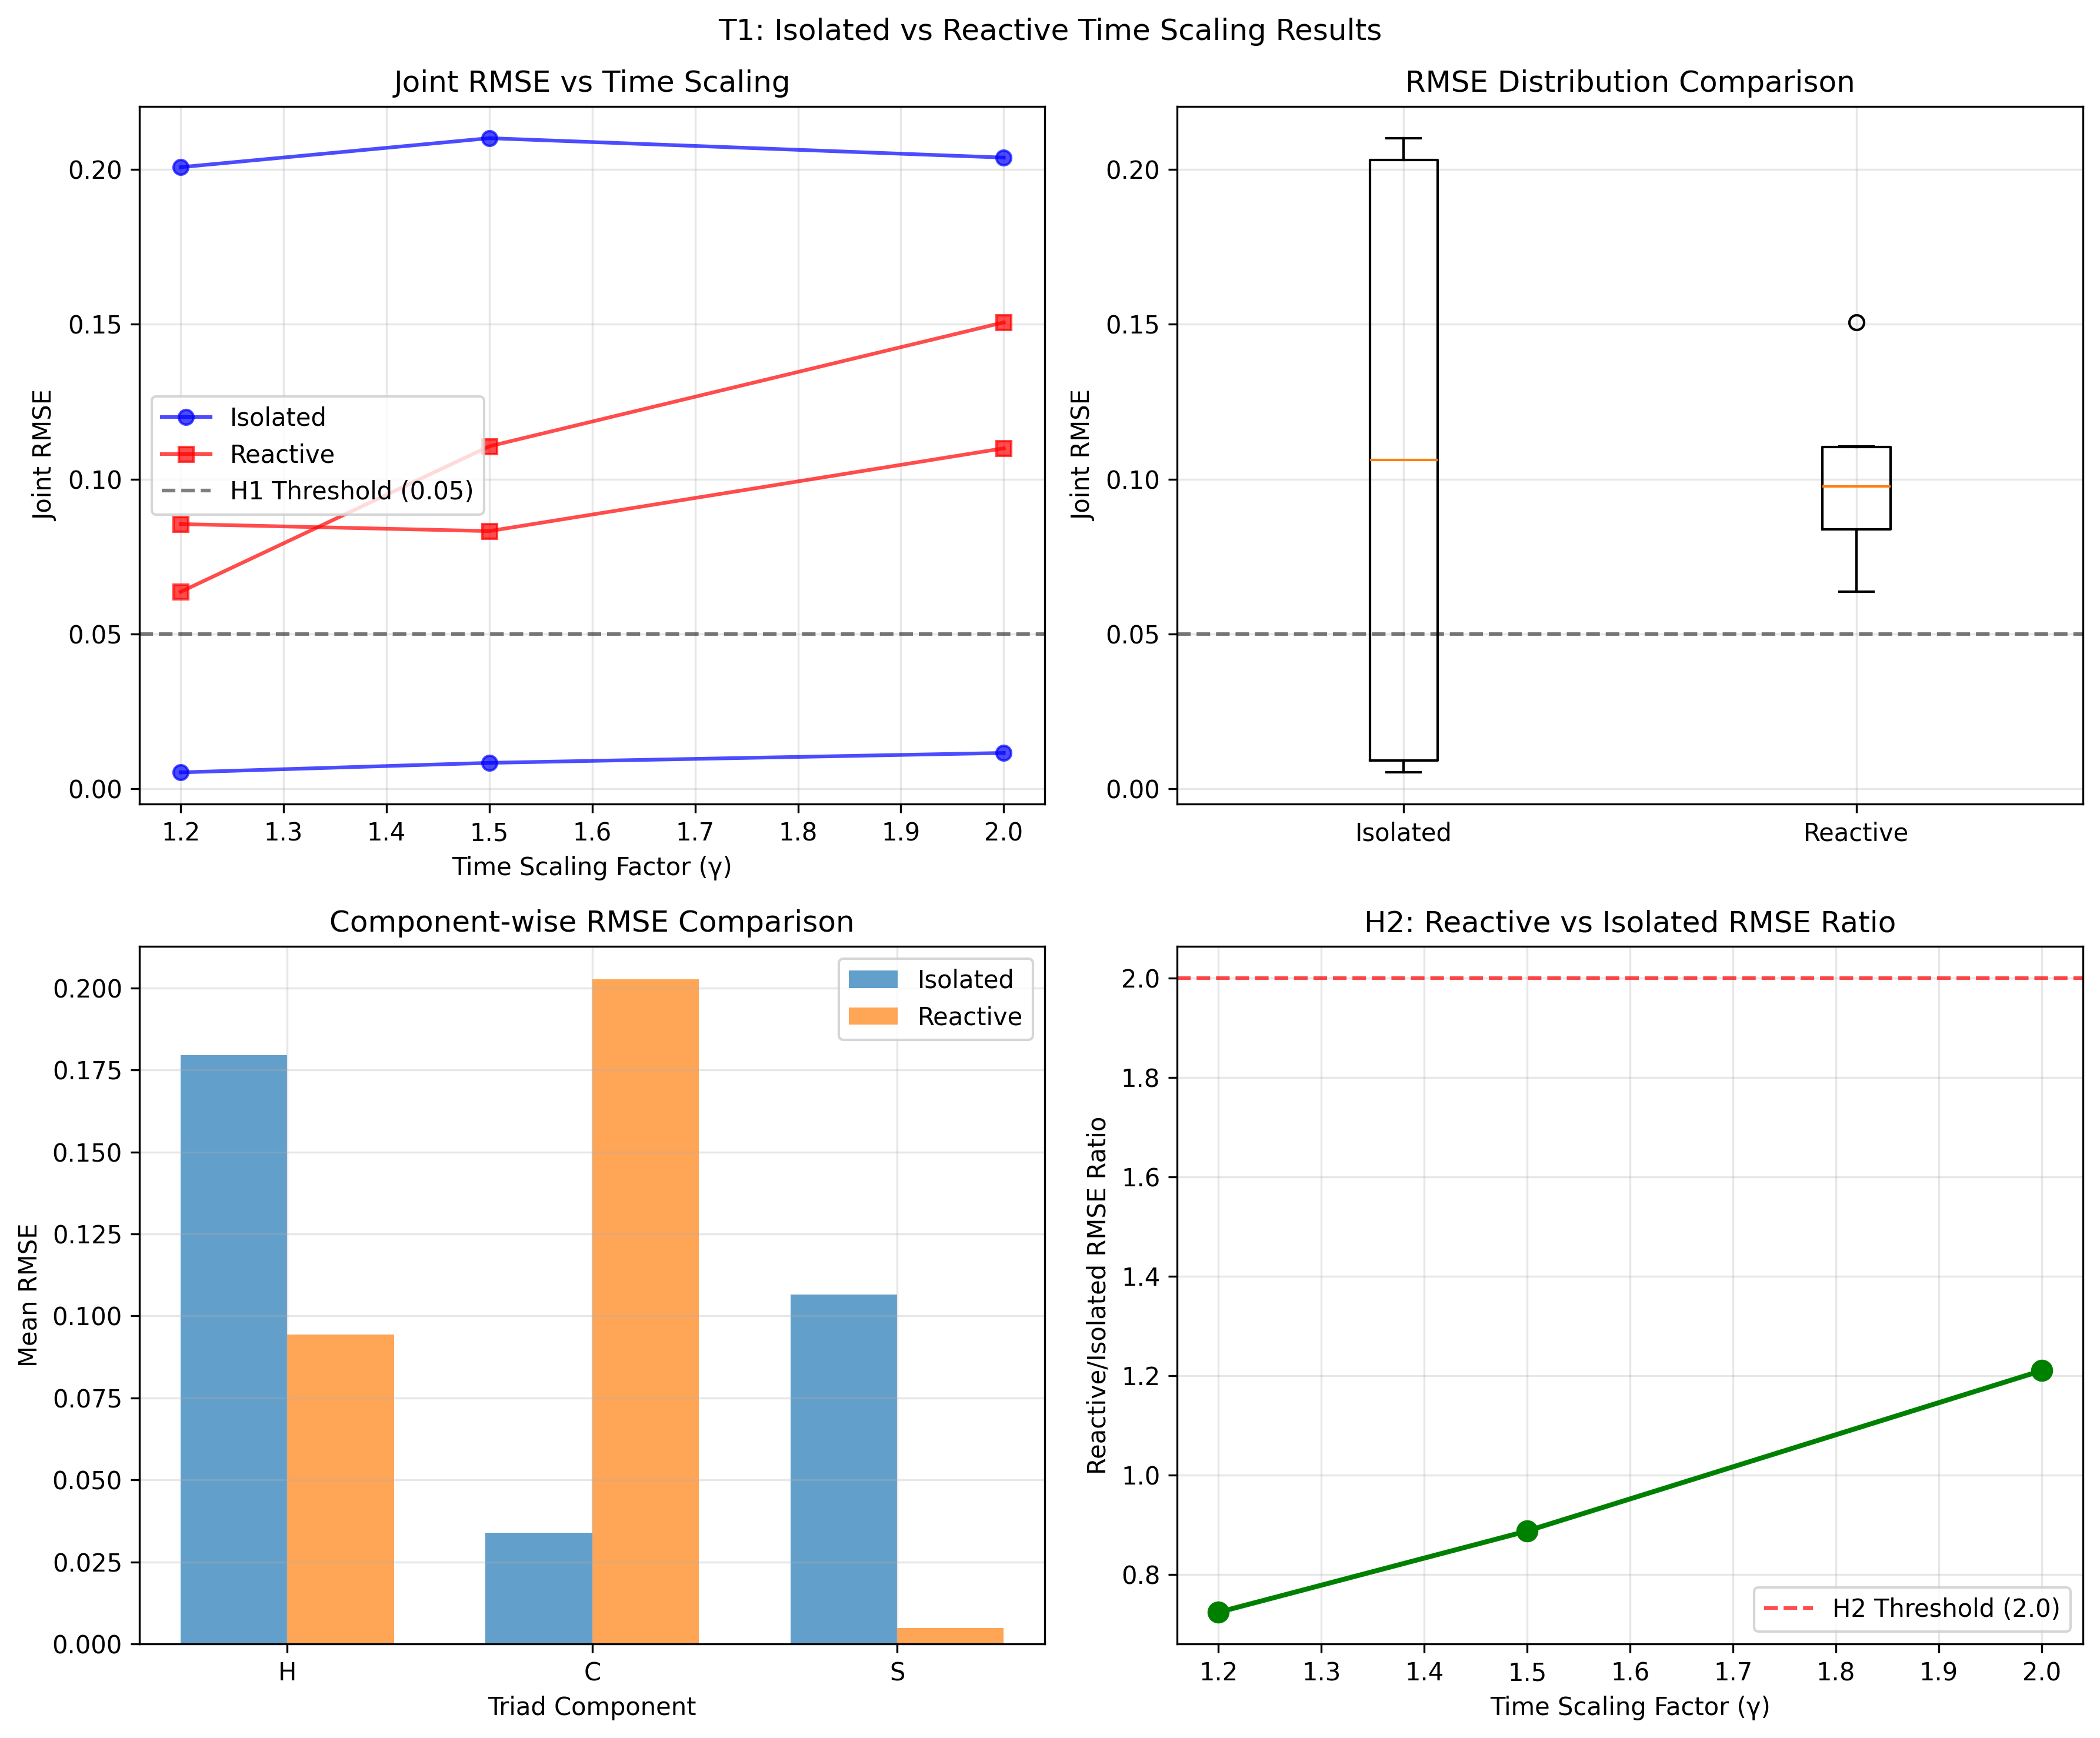 T1: Isolated vs Reactive Time Scaling Results
Joint RMSE vs Time Scaling
Joint RMSE
0.20
0.15
0.10
0.05
0.00
Isolated
Reactive
H1 Threshold (0.05)
1.2 1.3 1.4 1.5 1.6 1.7 1.8 1.9 2.0
Time Scaling Factor (γ)
RMSE Distribution Comparison
Joint RMSE
0.20
0.15
0.10
0.05
0.00
Isolated Reactive
Component-wise RMSE Comparison
Mean RMSE
0.200
0.175
0.150
0.125
0.100
0.075
0.050
0.025
0.000
Isolated
Reactive
H C S
Triad Component
H2: Reactive vs Isolated RMSE Ratio
Reactive/Isolated RMSE Ratio
2.0
1.8
1.6
1.4
1.2
1.0
0.8
H2 Threshold (2.0)
1.2 1.3 1.4 1.5 1.6 1.7 1.8 1.9 2.0
Time Scaling Factor (γ)